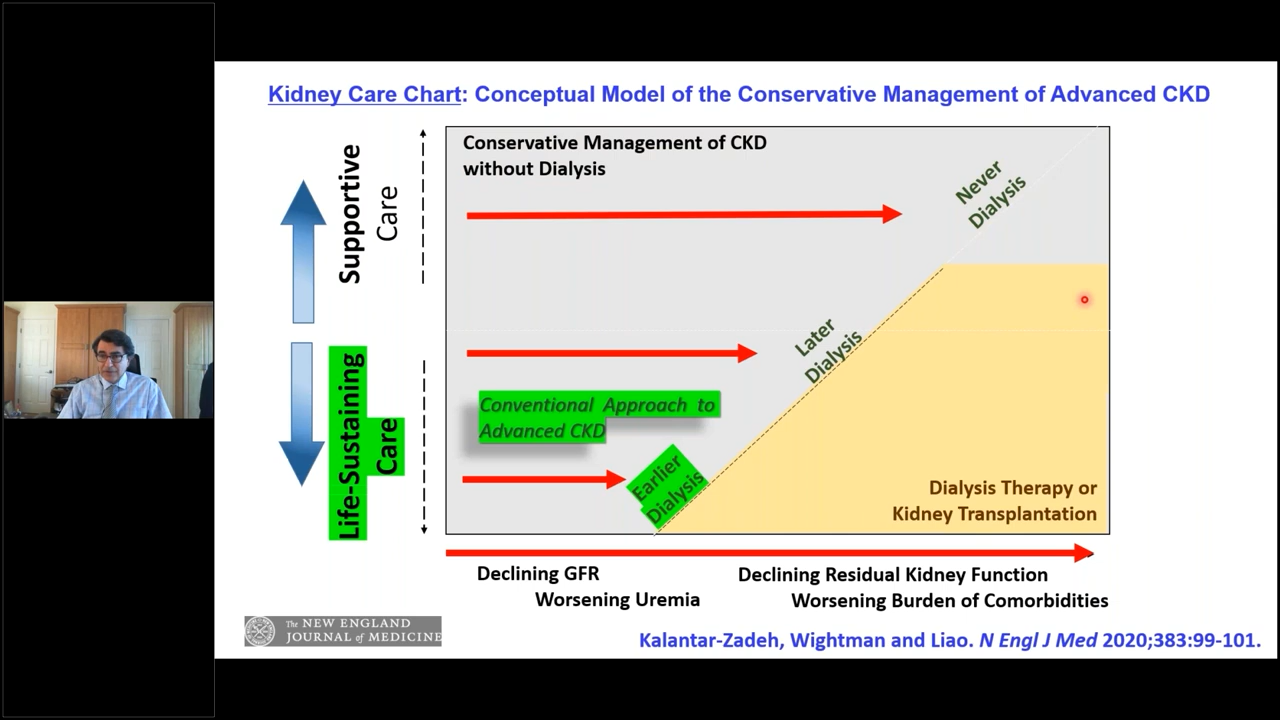 Kidney Care Chart: Conceptual Model of the Conservative Management of Advanced CKD
Supportive
Care
Life-Sustaining
Care
Conservative Management of CKD
without Dialysis
Never
Dialysis
Later
Dialysis
Conventional Approach to
Advanced CKD
Earlier
Dialysis
Dialysis Therapy or
Kidney Transplantation
Declining GFR
Worsening Uremia
Declining Residual Kidney Function
Worsening Burden of Comorbidities
The NEW ENGLAND
JOURNAL of MEDICINE
Kalantar-Zadeh, Wightman and Liao. N Engl J Med 2020;383:99-101.